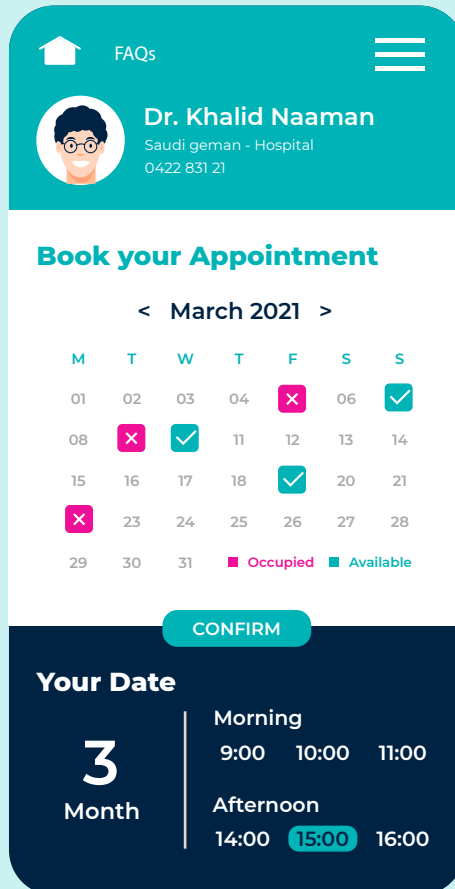 FAQs
Dr. Khalid Naaman
Saudi geman - Hospital
0422 831 21
Book your Appointment
< March 2021 >
M T W T F S S
01 02 03 04 06
08 11 12 13 14
15 16 17 18 20 21
23 24 25 26 27 28
29 30 31 Occupied Available
CONFIRM
Your Date
3
Month
Morning
9:00 10:00 11:00
Afternoon
14:00 15:00 16:00